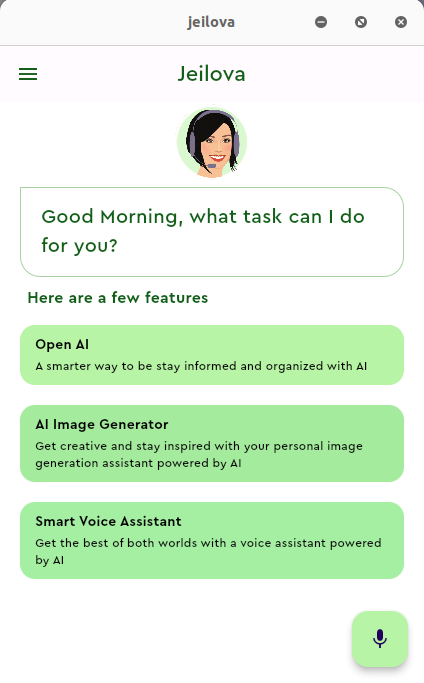 jeilova
Jeilova
Good Morning, what task can I do
for you?
Here are a few features
Open AI
A smarter way to be stay informed and organized with AI
AI Image Generator
Get creative and stay inspired with your personal image
generation assistant powered by AI
Smart Voice Assistant
Get the best of both worlds with a voice assistant powered
by AI